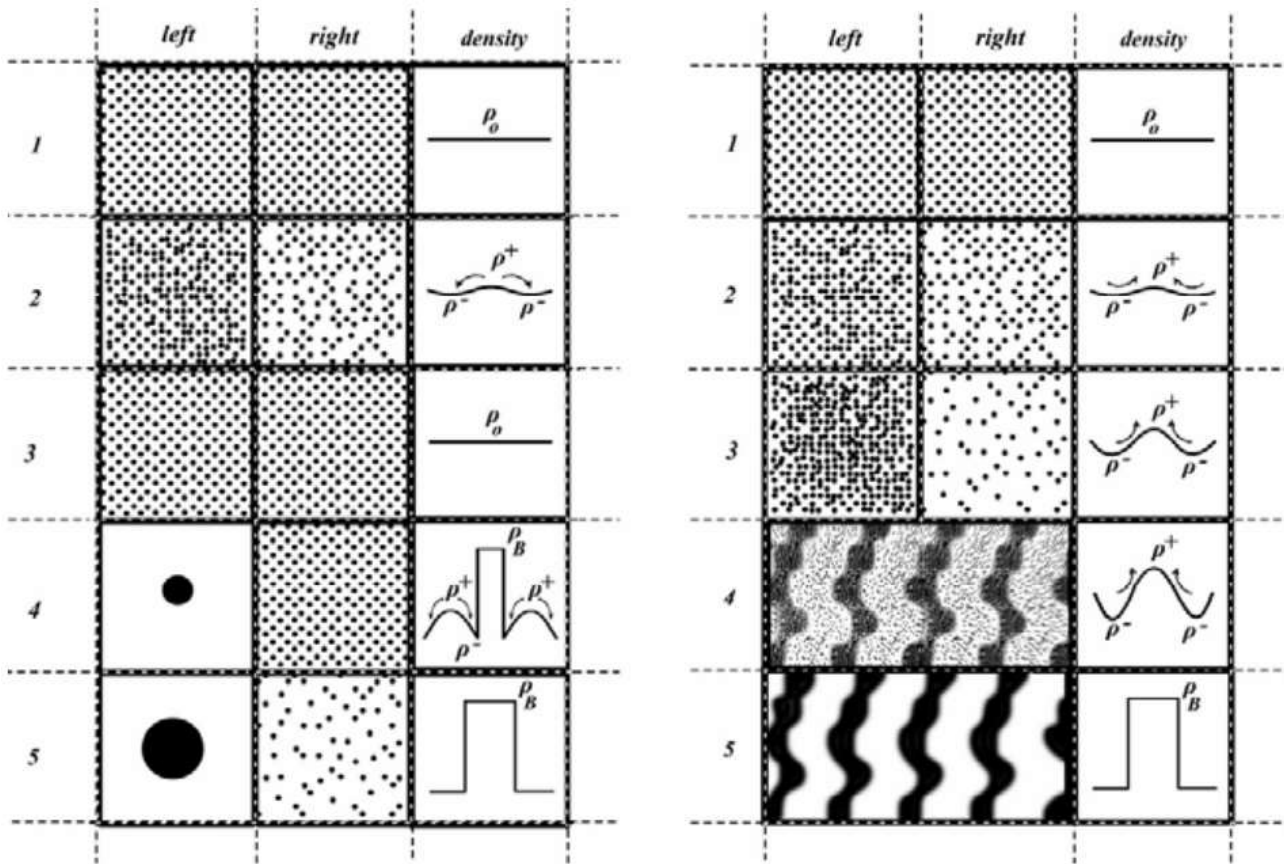 left right density
1 ρo
2 ρ+ ρ- ρ-
3 ρo
4 ρB ρ+ ρ+ ρ-
5 ρB
left right density
1 ρo
2 ρ+ ρ- ρ-
3 ρ+ ρ- ρ-
4 ρ+ ρ- ρ-
5 ρB